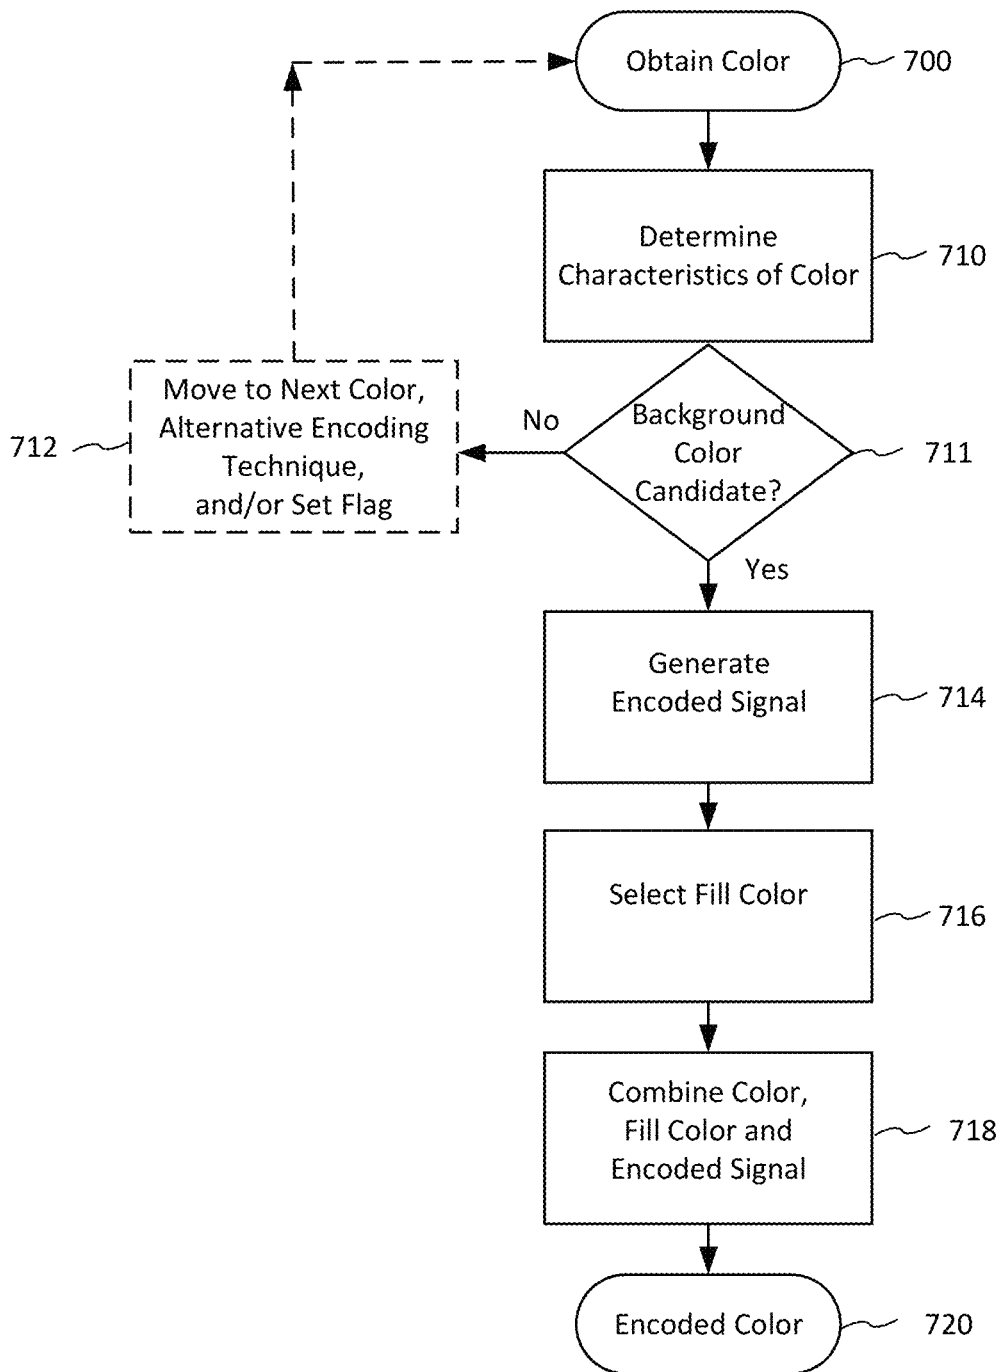 Obtain Color
700
Determine
Characteristics of Color
710
Background
Color
Candidate?
711
No
Move to Next Color,
Alternative Encoding
Technique,
and/or Set Flag
712
Yes
Generate
Encoded Signal
714
Select Fill Color
716
Combine Color,
Fill Color and
Encoded Signal
718
Encoded Color
720